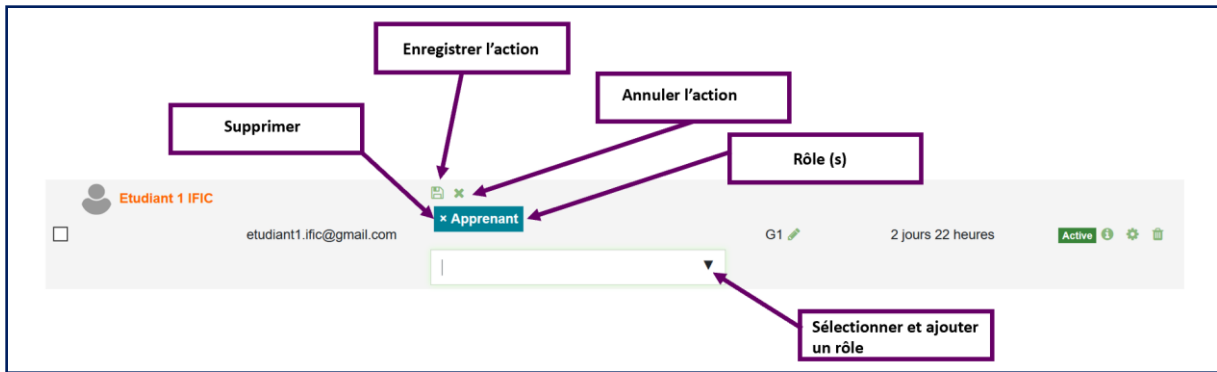 Enregistrer l'action
Annuler l'action
Supprimer
Rôle (s)
Etudiant 1 IFIC
× Apprenant
etudiant1.ific@gmail.com
G1
2 jours 22 heures
Active
Sélectionner et ajouter
un rôle